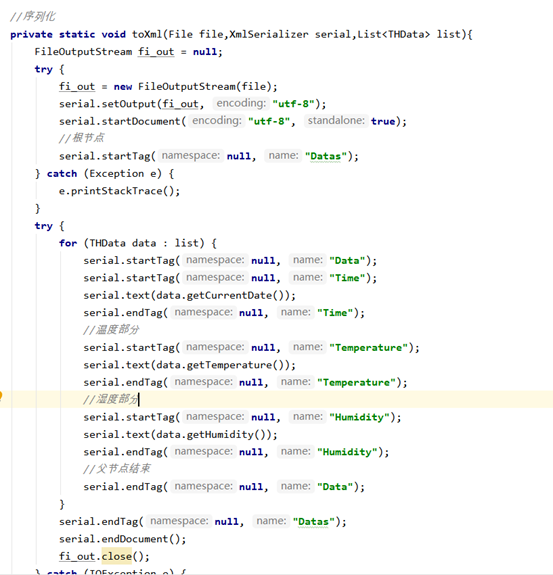 //序列化
private static void toXml(File file,XmlSerializer serial,List<THData> list){
    FileOutputStream fi_out = null;
    try {
        fi_out = new FileOutputStream(file);
        serial.setOutput(fi_out, encoding: "utf-8");
        serial.startDocument( encoding: "utf-8", standalone: true);
        //根节点
        serial.startTag( namespace: null, name: "Datas");
    } catch (Exception e) {
        e.printStackTrace();
    }
    try {
        for (THData data : list) {
            serial.startTag( namespace: null, name: "Data");
            serial.startTag( namespace: null, name: "Time");
            serial.text(data.getCurrentDate());
            serial.endTag( namespace: null, name: "Time");
            //温度部分
            serial.startTag( namespace: null, name: "Temperature");
            serial.text(data.getTemperature());
            serial.endTag( namespace: null, name: "Temperature");
            //湿度部分
            serial.startTag( namespace: null, name: "Humidity");
            serial.text(data.getHumidity());
            serial.endTag( namespace: null, name: "Humidity");
            //父节点结束
            serial.endTag( namespace: null, name: "Data");
        }
        serial.endTag( namespace: null, name: "Datas");
        serial.endDocument();
        fi_out.close();
    } catch (IOException e) {